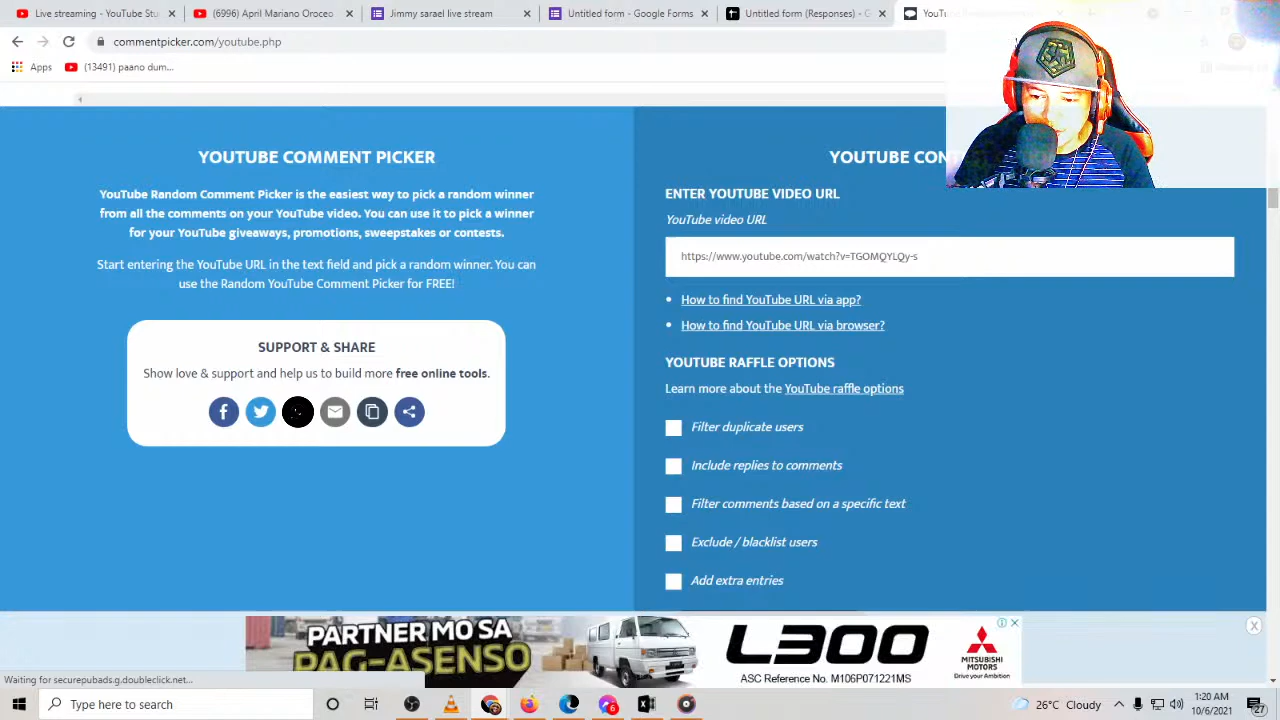 Live streaming - YouTube - Stu
(6996) April Mariano Oroceo
Jimmy sarael live stream
Untitled form - Google Forms
Untitled form (Responses) - Go
commentpicker.com/youtube.php
Apps
(13491) paano dum...
YOUTUBE COMMENT PICKER
YouTube Random Comment Picker is the easiest way to pick a random winner
from all the comments on your YouTube video. You can use it to pick a winner
for your YouTube giveaways, promotions, sweepstakes or contests.
Start entering the YouTube URL in the text field and pick a random winner. You can
use the Random YouTube Comment Picker for FREE!
SUPPORT & SHARE
Show love & support and help us to build more free online tools.
YOUTUBE CON
ENTER YOUTUBE VIDEO URL
YouTube video URL
https://www.youtube.com/watch?v=TGOMQYLQy-s
How to find YouTube URL via app?
How to find YouTube URL via browser?
YOUTUBE RAFFLE OPTIONS
Learn more about the YouTube raffle options
Filter duplicate users
Include replies to comments
Filter comments based on a specific text
Exclude / blacklist users
Add extra entries
PARTNER MO SA
PAG-ASENSO
L300
ASC Reference No. M106P071221MS
MITSUBISHI
MOTORS
Drive your Ambition
Waiting for securepubads.g.doubleclick.net...
Type here to search
26°C Cloudy
1:20 AM
10/6/2021
27